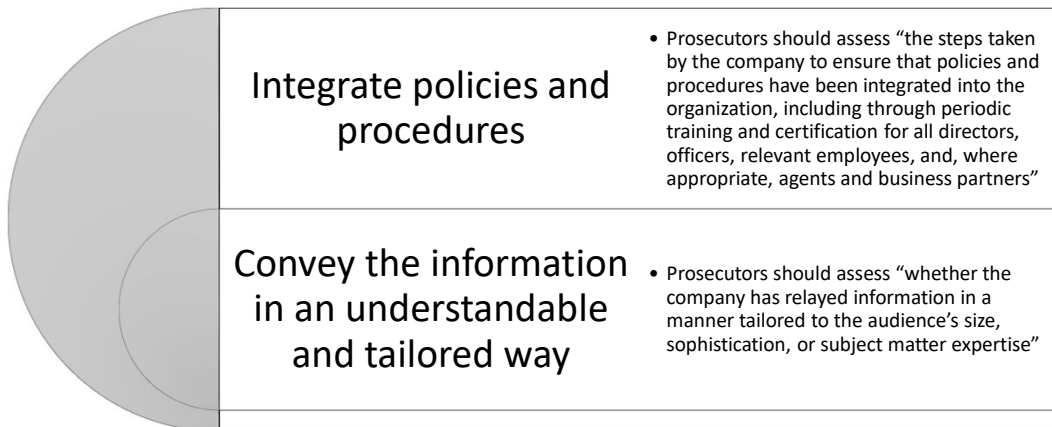 Integrate policies and
procedures
• Prosecutors should assess “the steps taken
by the company to ensure that policies and
procedures have been integrated into the
organization, including through periodic
training and certification for all directors,
officers, relevant employees, and, where
appropriate, agents and business partners”
Convey the information
in an understandable
and tailored way
• Prosecutors should assess “whether the
company has relayed information in a
manner tailored to the audience’s size,
sophistication, or subject matter expertise”